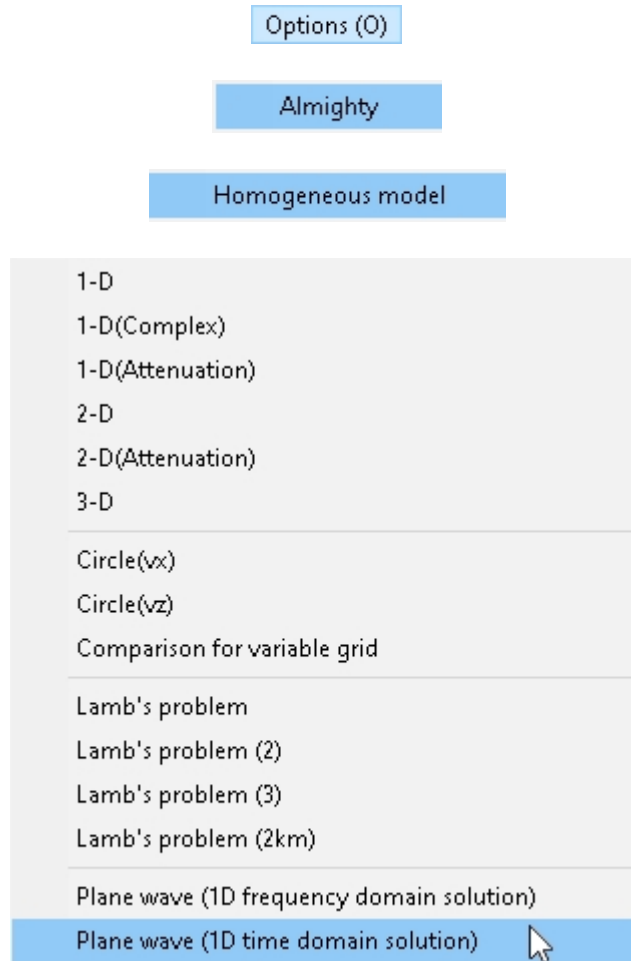 Options (O)
Almighty
Homogeneous model
1-D
1-D(Complex)
1-D(Attenuation)
2-D
2-D(Attenuation)
3-D
Circle(vx)
Circle(vz)
Comparison for variable grid
Lamb's problem
Lamb's problem (2)
Lamb's problem (3)
Lamb's problem (2km)
Plane wave (1D frequency domain solution)
Plane wave (1D time domain solution)